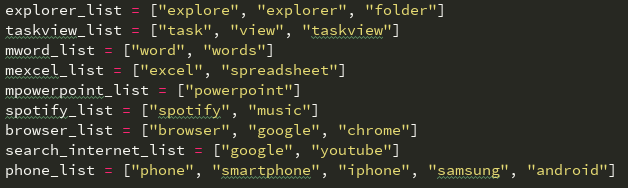 explorer_list = ["explore", "explorer", "folder"]
taskview_list = ["task", "view", "taskview"]
mword_list = ["word", "words"]
mexcel_list = ["excel", "spreadsheet"]
mpowerpoint_list = ["powerpoint"]
spotify_list = ["spotify", "music"]
browser_list = ["browser", "google", "chrome"]
search_internet_list = ["google", "youtube"]
phone_list = ["phone", "smartphone", "iphone", "samsung", "android"]